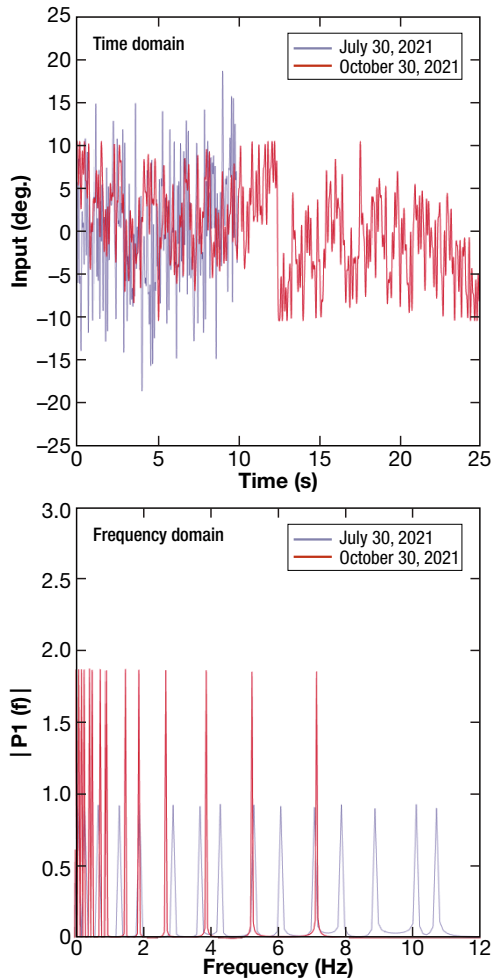 Time domain
July 30, 2021
October 30, 2021
25
20
15
10
5
0
–5
–10
–15
–20
–25
Input (deg.)
0 5 10 15 20 25
Time (s)
Frequency domain
July 30, 2021
October 30, 2021
3.0
2.5
2.0
1.5
1.0
0.5
0
| P1 (f) |
0 2 4 6 8 10 12
Frequency (Hz)